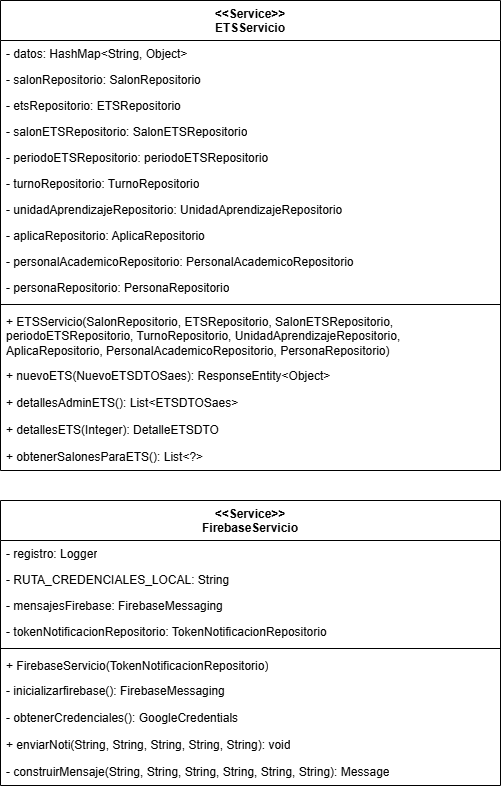 <<Service>>
ETSServicio
- datos: HashMap<String, Object>
- salonRepositorio: SalonRepositorio
- etsRepositorio: ETSRepositorio
- salonETSRepositorio: SalonETSRepositorio
- periodoETSRepositorio: periodoETSRepositorio
- turnoRepositorio: TurnoRepositorio
- unidadAprendizajeRepositorio: UnidadAprendizajeRepositorio
- aplicaRepositorio: AplicaRepositorio
- personalAcademicoRepositorio: PersonalAcademicoRepositorio
- personaRepositorio: PersonaRepositorio
+ ETSServicio(SalonRepositorio, ETSRepositorio, SalonETSRepositorio,
periodoETSRepositorio, TurnoRepositorio, UnidadAprendizajeRepositorio,
AplicaRepositorio, PersonalAcademicoRepositorio, PersonaRepositorio)
+ nuevoETS(NuevoETSDTOSaes): ResponseEntity<Object>
+ detallesAdminETS(): List<ETSDTOSaes>
+ detallesETS(Integer): DetalleETSDTO
+ obtenerSalonesParaETS(): List<?>
<<Service>>
FirebaseServicio
- registro: Logger
- RUTA_CREDENCIALES_LOCAL: String
- mensajesFirebase: FirebaseMessaging
- tokenNotificacionRepositorio: TokenNotificacionRepositorio
+ FirebaseServicio(TokenNotificacionRepositorio)
- inicializarfirebase(): FirebaseMessaging
- obtenerCredenciales(): GoogleCredentials
+ enviarNoti(String, String, String, String, String): void
- construirMensaje(String, String, String, String, String, String): Message